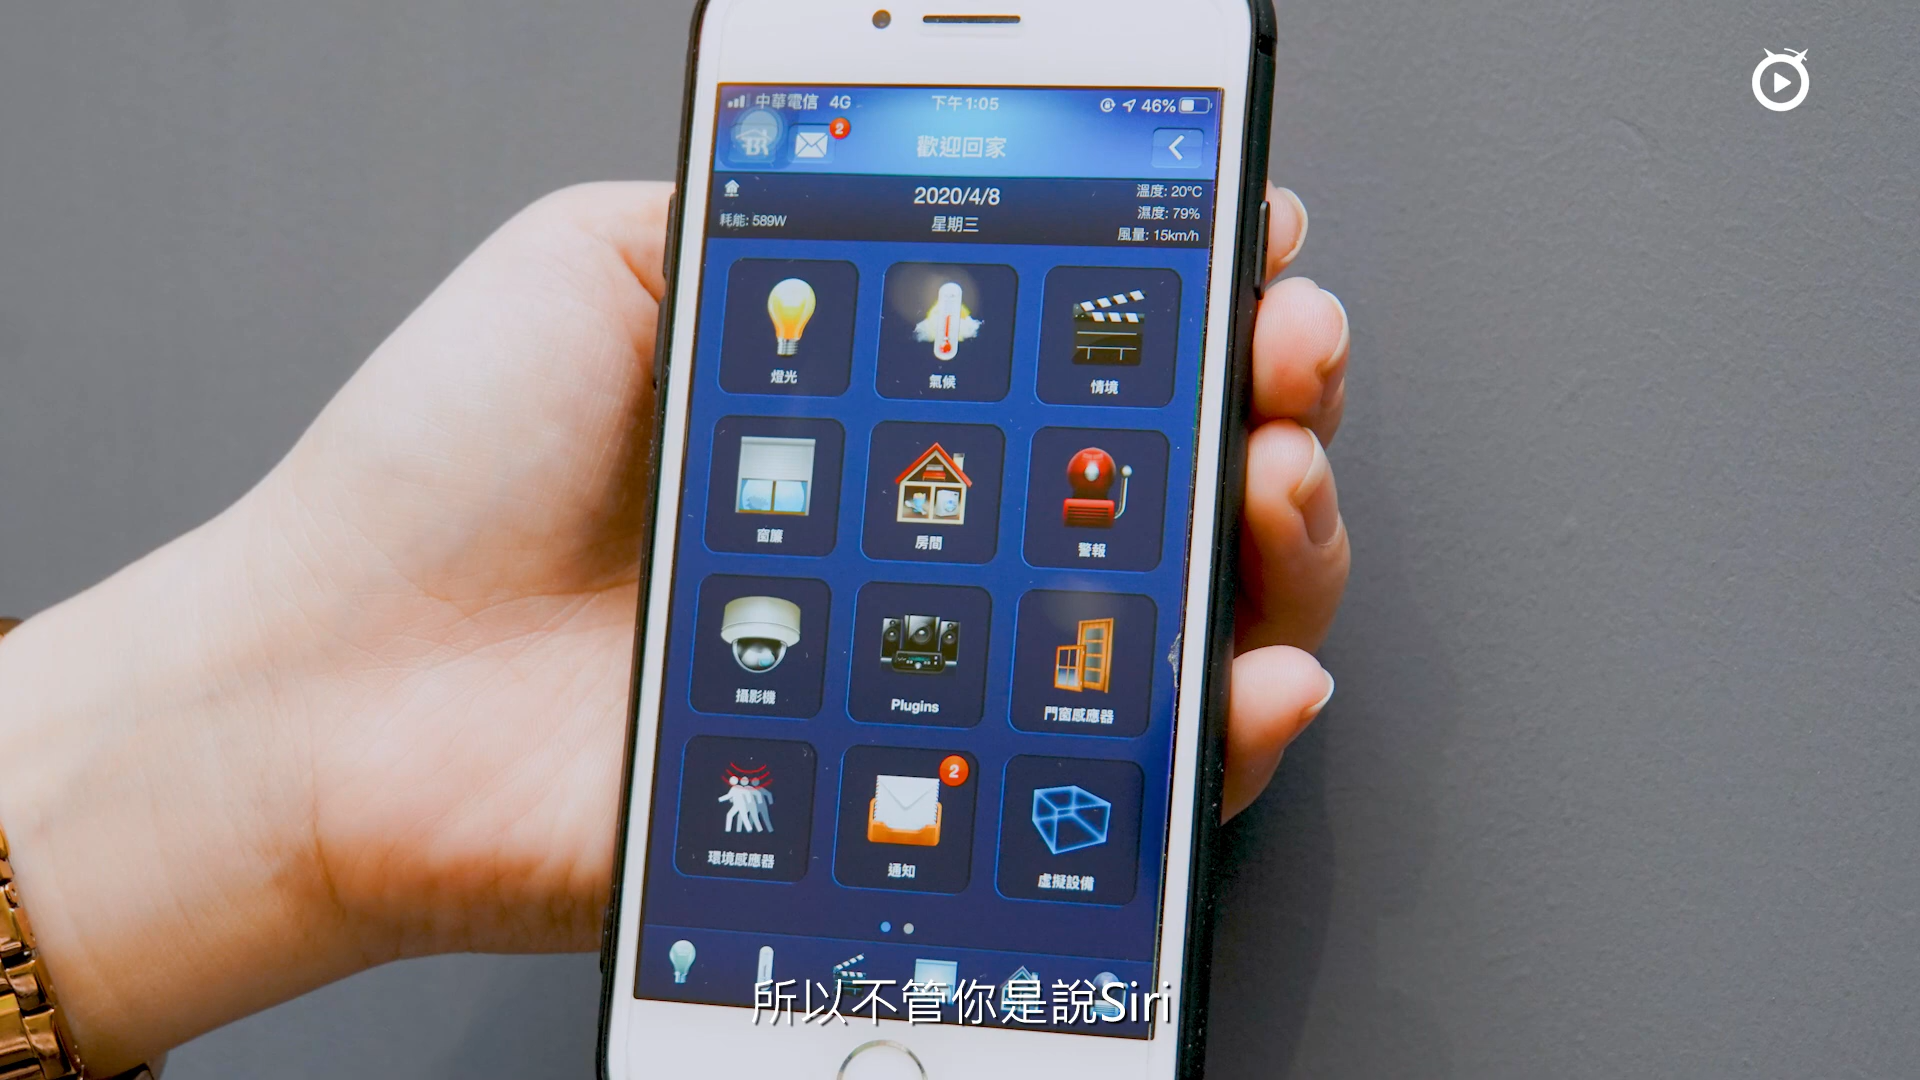 中華電信 4G 下午1:05 46%
2
歡迎回家
2020/4/8
星期三
耗能: 589W
溫度: 20°C
濕度: 79%
風量: 15km/h
燈光
氣候
情境
窗簾
房間
警報
攝影機
Plugins
門窗感應器
環境感應器
2
通知
虛擬設備
所以不管你是說Siri